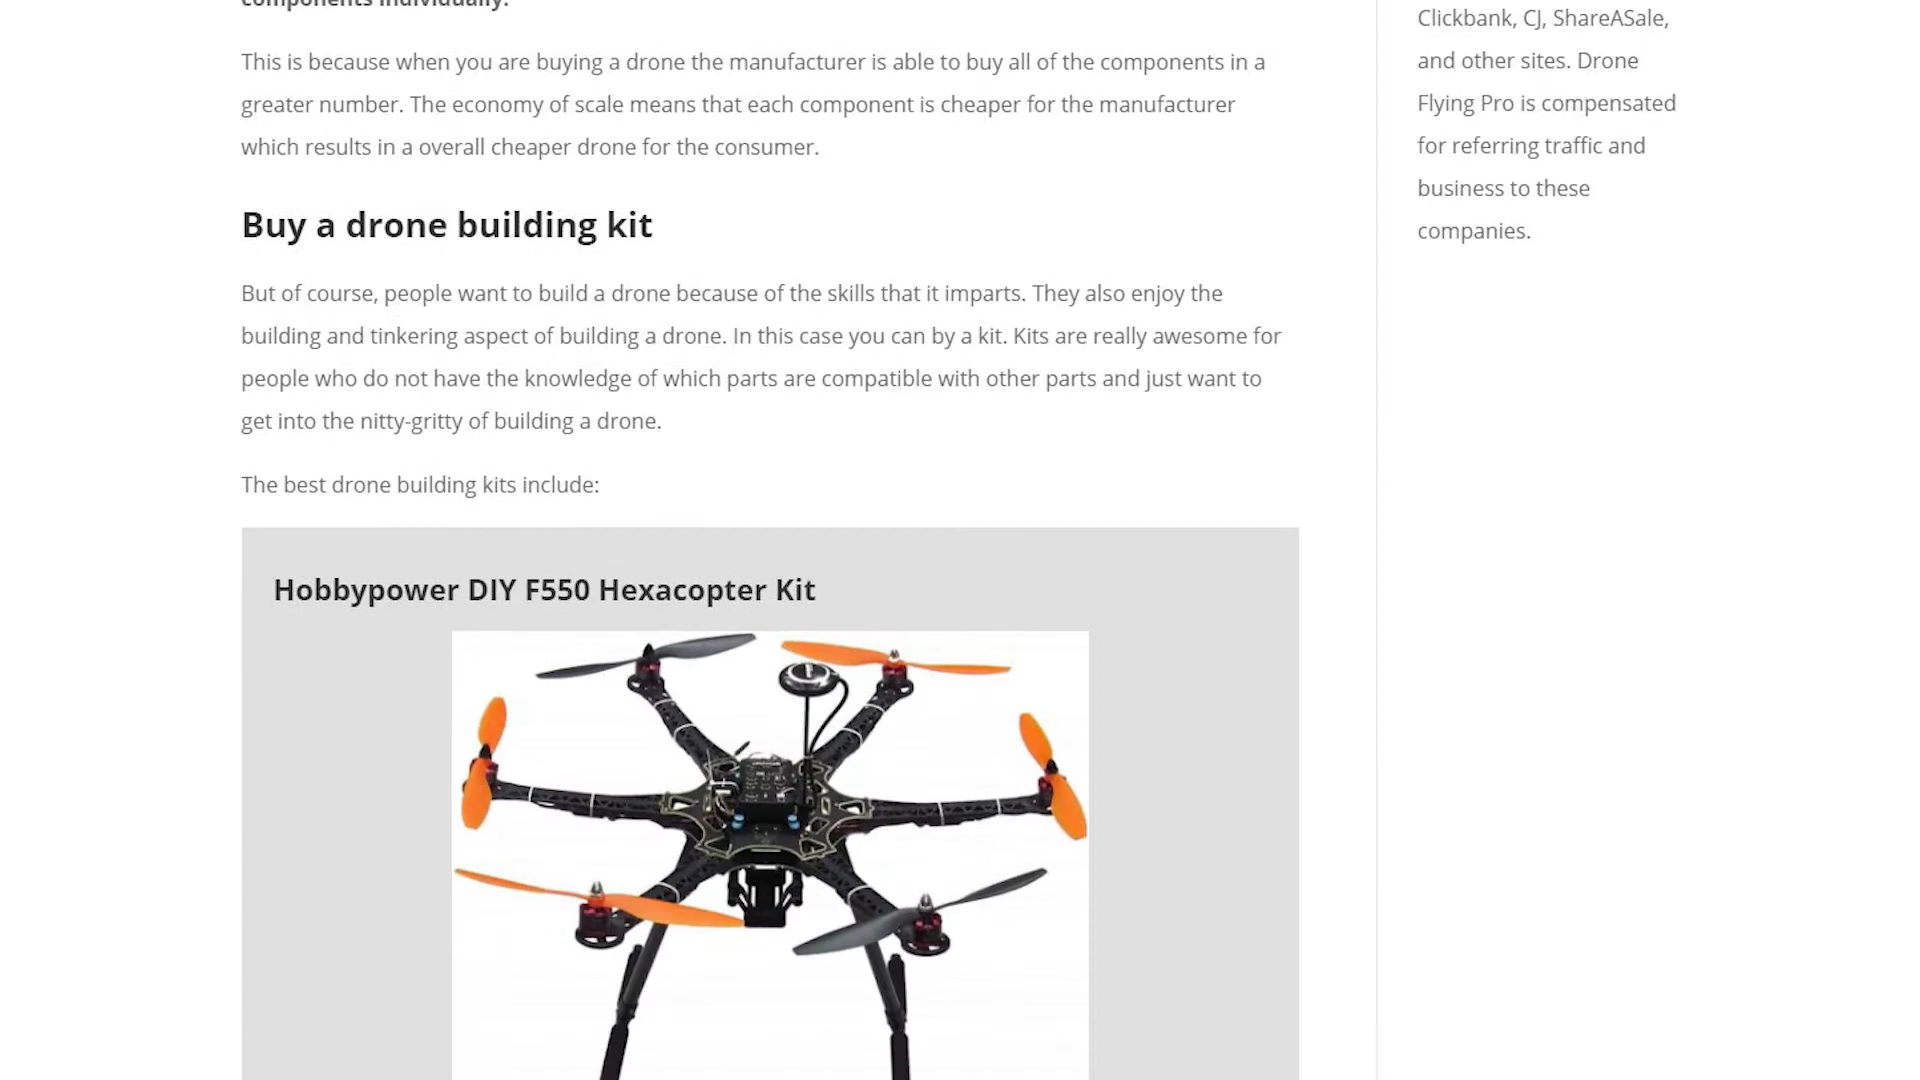 components individually.
This is because when you are buying a drone the manufacturer is able to buy all of the components in a
greater number. The economy of scale means that each component is cheaper for the manufacturer
which results in a overall cheaper drone for the consumer.
Buy a drone building kit
But of course, people want to build a drone because of the skills that it imparts. They also enjoy the
building and tinkering aspect of building a drone. In this case you can by a kit. Kits are really awesome for
people who do not have the knowledge of which parts are compatible with other parts and just want to
get into the nitty-gritty of building a drone.
The best drone building kits include:
Hobbypower DIY F550 Hexacopter Kit
Clickbank, CJ, ShareASale,
and other sites. Drone
Flying Pro is compensated
for referring traffic and
business to these
companies.